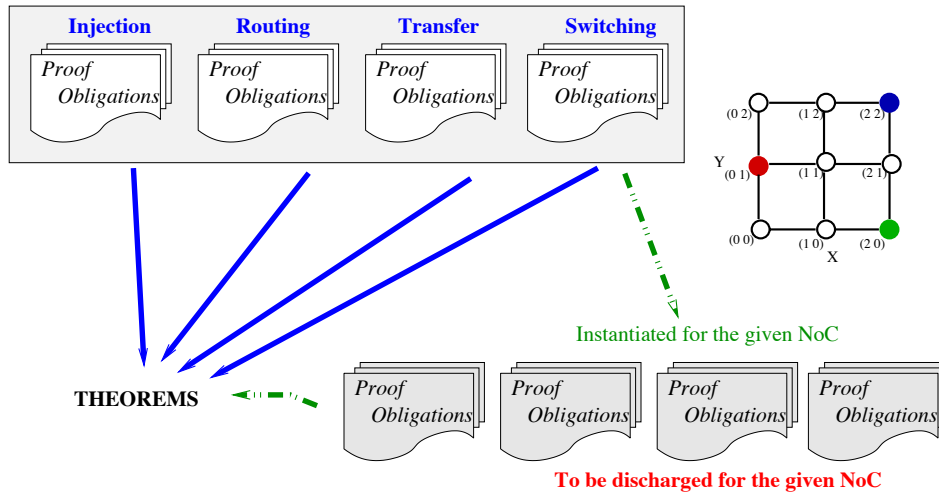 Injection Routing Transfer Switching
Proof Proof Proof Proof
Obligations Obligations Obligations Obligations
(0 2) (1 2) (2 2)
Y
(0 1) (1 1) (2 1)
(0 0) (1 0) (2 0)
X
Instantiated for the given NoC
THEOREMS
Proof Proof Proof Proof
Obligations Obligations Obligations Obligations
To be discharged for the given NoC